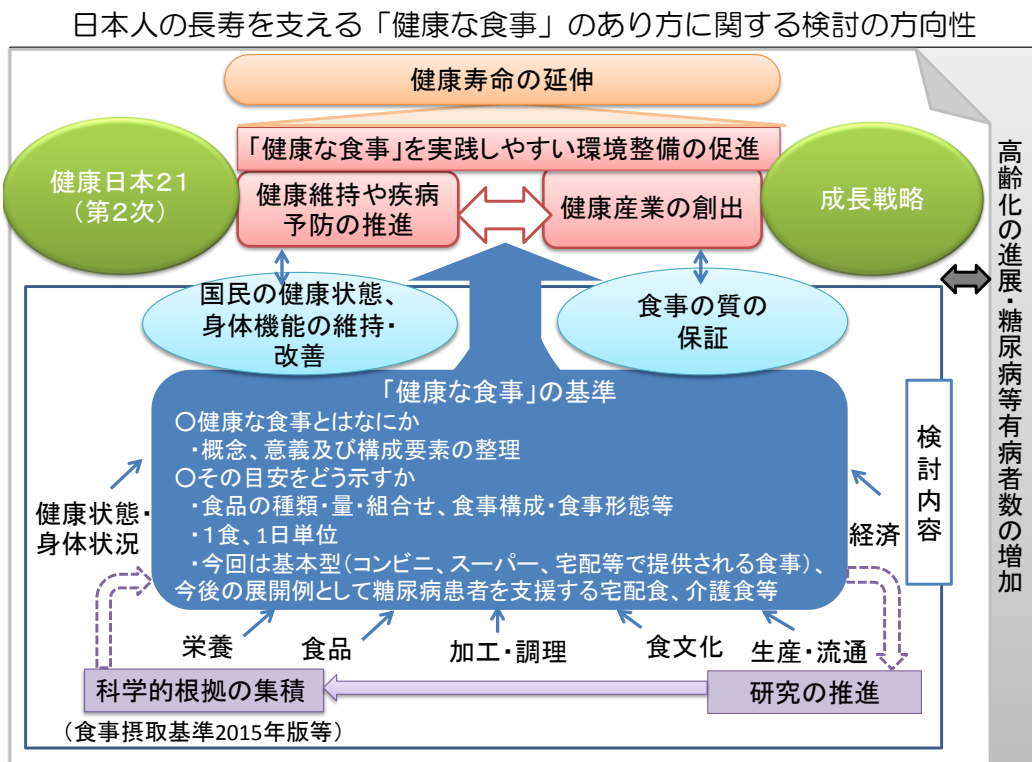 日本人の長寿を支える「健康な食事」のあり方に関する検討の方向性
健康寿命の延伸
「健康な食事」を実践しやすい環境整備の促進
健康日本21
（第2次）
健康維持や疾病
予防の推進
健康産業の創出
成長戦略
高齢化の進展・糖尿病等有病者数の増加
国民の健康状態、
身体機能の維持・
改善
食事の質の
保証
「健康な食事」の基準
○健康な食事とはなにか
・概念、意義及び構成要素の整理
○その目安をどう示すか
・食品の種類・量・組合せ、食事構成・食事形態等
・１食、1日単位
・今回は基本型（コンビニ、スーパー、宅配等で提供される食事）、
今後の展開例として糖尿病患者を支援する宅配食、介護食等
検討内容
健康状態・
身体状況
経済
栄養
食品
加工・調理
食文化
生産・流通
科学的根拠の集積
研究の推進
（食事摂取基準2015年版等）